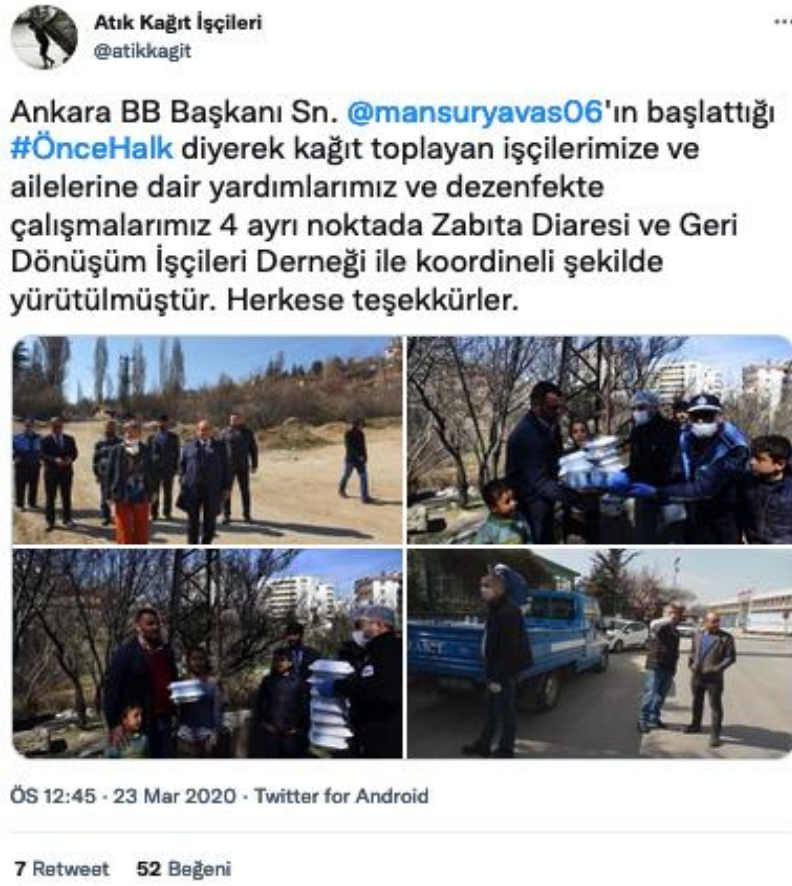 Atık Kağıt İşçileri
@atikkagit
Ankara BB Başkanı Sn. @mansuryavas06'ın başlattığı
#ÖnceHalk diyerek kağıt toplayan işçilerimize ve
ailelerine dair yardımlarımız ve dezenfekte
çalışmalarımız 4 ayrı noktada Zabıta Diaresi ve Geri
Dönüşüm İşçileri Derneği ile koordineli şekilde
yürütülmüştür. Herkese teşekkürler.
ÖS 12:45 · 23 Mar 2020 · Twitter for Android
7 Retweet 52 Beğeni